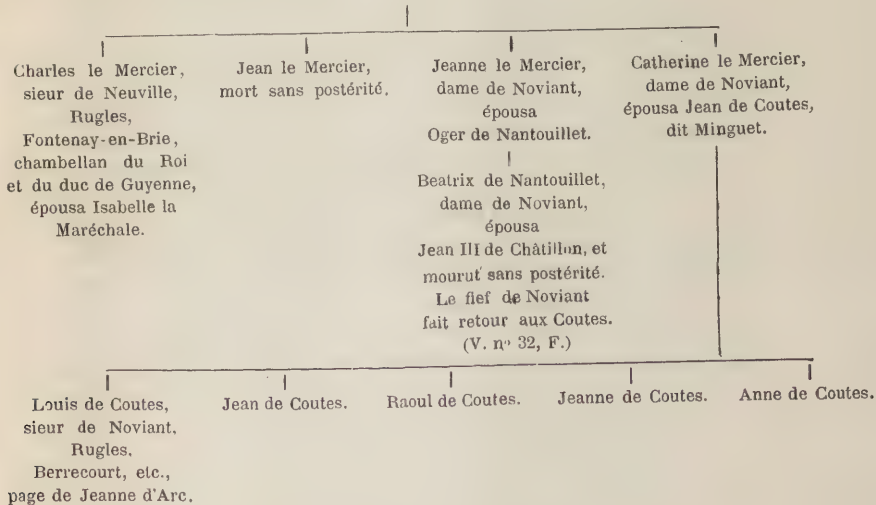 Charles le Mercier,
sieur de Neuville,
Rugles,
Fontenay-en-Brie,
chambellan du Roi
et du duc de Guyenne,
épousa Isabelle la
Maréchale.
Jean le Mercier,
mort sans postérité.
Jeanne le Mercier,
dame de Noviant,
épousa
Oger de Nantouillet.
Beatrix de Nantouillet,
dame de Noviant,
épousa
Jean III de Châtillon, et
mourut sans postérité.
Le fief de Noviant
fait retour aux Coutes.
(V. nº 32, F.)
Catherine le Mercier,
dame de Noviant,
épousa Jean de Coutes,
dit Minguet.
Louis de Coutes,
sieur de Noviant,
Rugles,
Berrecourt, etc.,
page de Jeanne d'Arc.
Jean de Coutes.
Raoul de Coutes.
Jeanne de Coutes.
Anne de Coutes.